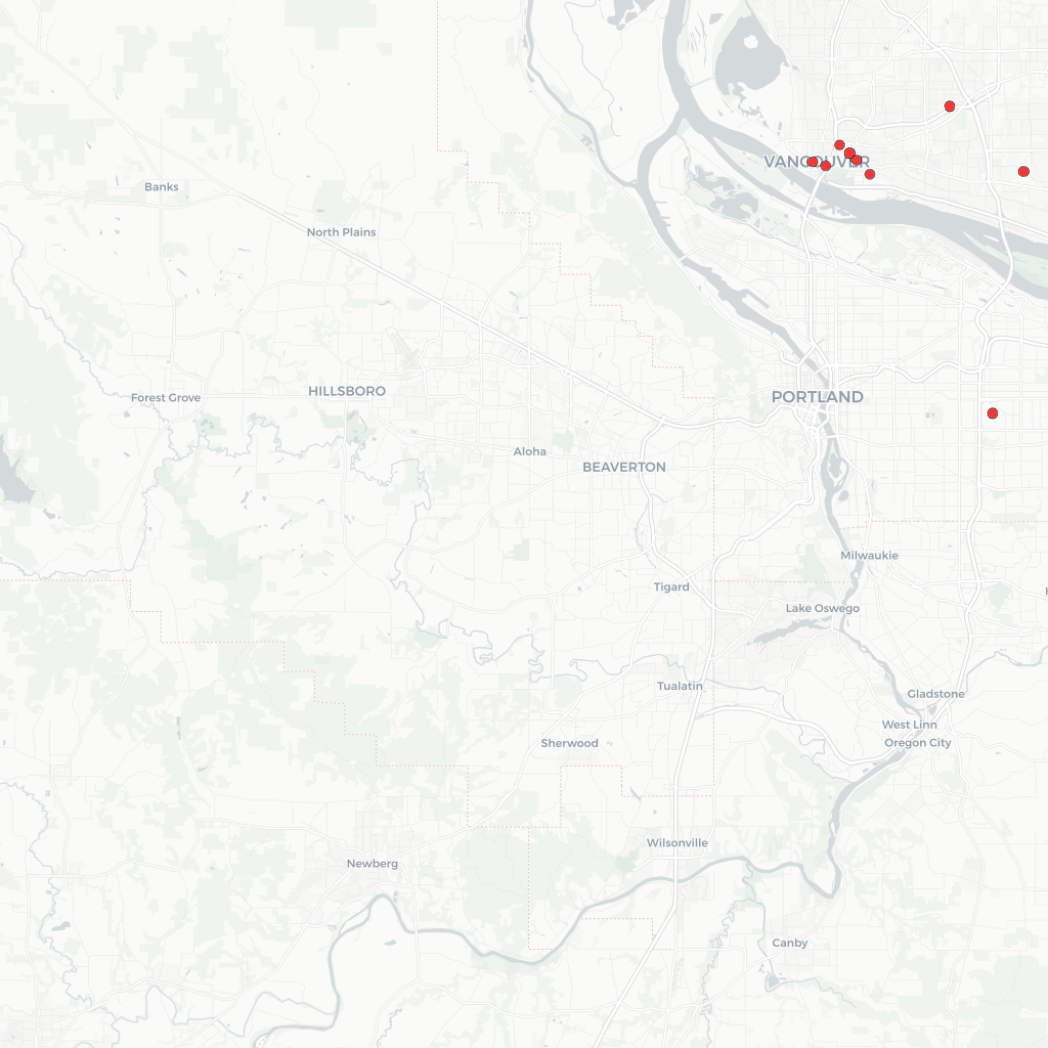 VANCOUVER
Banks
North Plains
HILLSBORO
Forest Grove
PORTLAND
Aloha
BEAVERTON
Milwaukie
Tigard
Lake Oswego
Tualatin
Gladstone
West Linn
Sherwood
Oregon City
Wilsonville
Newberg
Canby